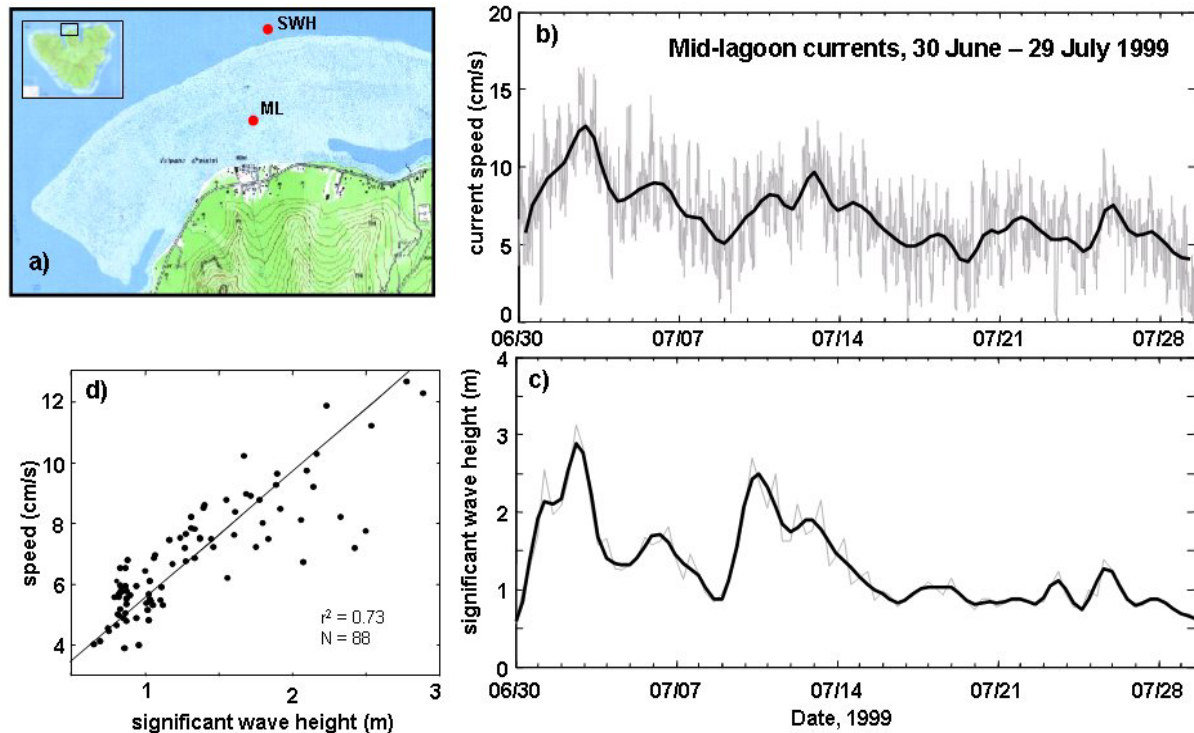 SWH
ML
a)
b)
Mid-lagoon currents, 30 June – 29 July 1999
current speed (cm/s)
20
15
10
5
0
06/30
07/07
07/14
07/21
07/28
c)
significant wave height (m)
4
3
2
1
0
06/30
07/07
07/14
07/21
07/28
Date, 1999
d)
speed (cm/s)
12
10
8
6
4
r² = 0.73
N = 88
1
2
3
significant wave height (m)